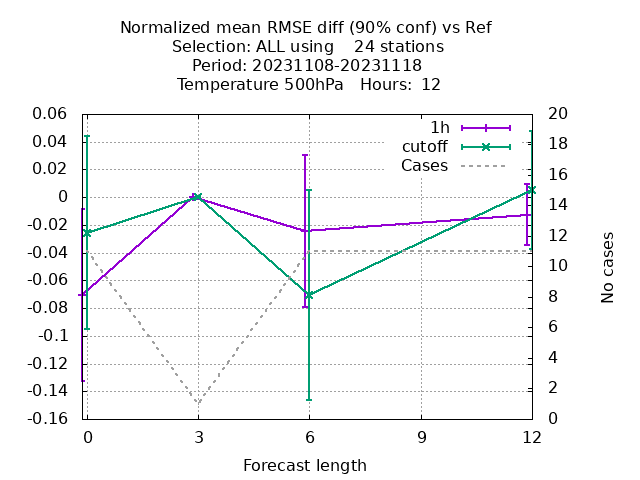 Normalized mean RMSE diff (90% conf) vs Ref
Selection: ALL using    24 stations
Period: 20231108-20231118
Temperature 500hPa   Hours:  12
1h
cutoff
Cases
0.06
0.04
0.02
0
-0.02
-0.04
-0.06
-0.08
-0.1
-0.12
-0.14
-0.16
20
18
16
14
12
10
8
6
4
2
0
No cases
0 3 6 9 12
Forecast length